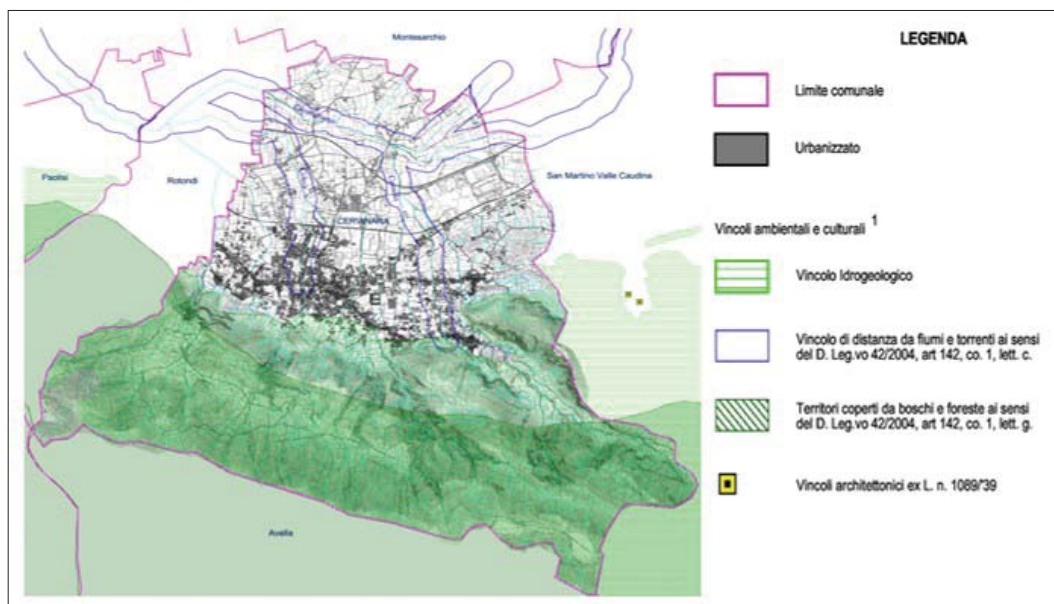 Montesarchio
Paolisi
Rotondi
San Martino Valle Caudina
CERVINARA
E
Avella
LEGENDA
Limite comunale
Urbanizzato
Vincoli ambientali e culturali 1
Vincolo Idrogeologico
Vincolo di distanza da fiumi e torrenti ai sensi
del D. Leg.vo 42/2004, art 142, co. 1, lett. c.
Territori coperti da boschi e foreste ai sensi
del D. Leg.vo 42/2004, art 142, co. 1, lett. g.
Vincoli architettonici ex L. n. 1089/'39